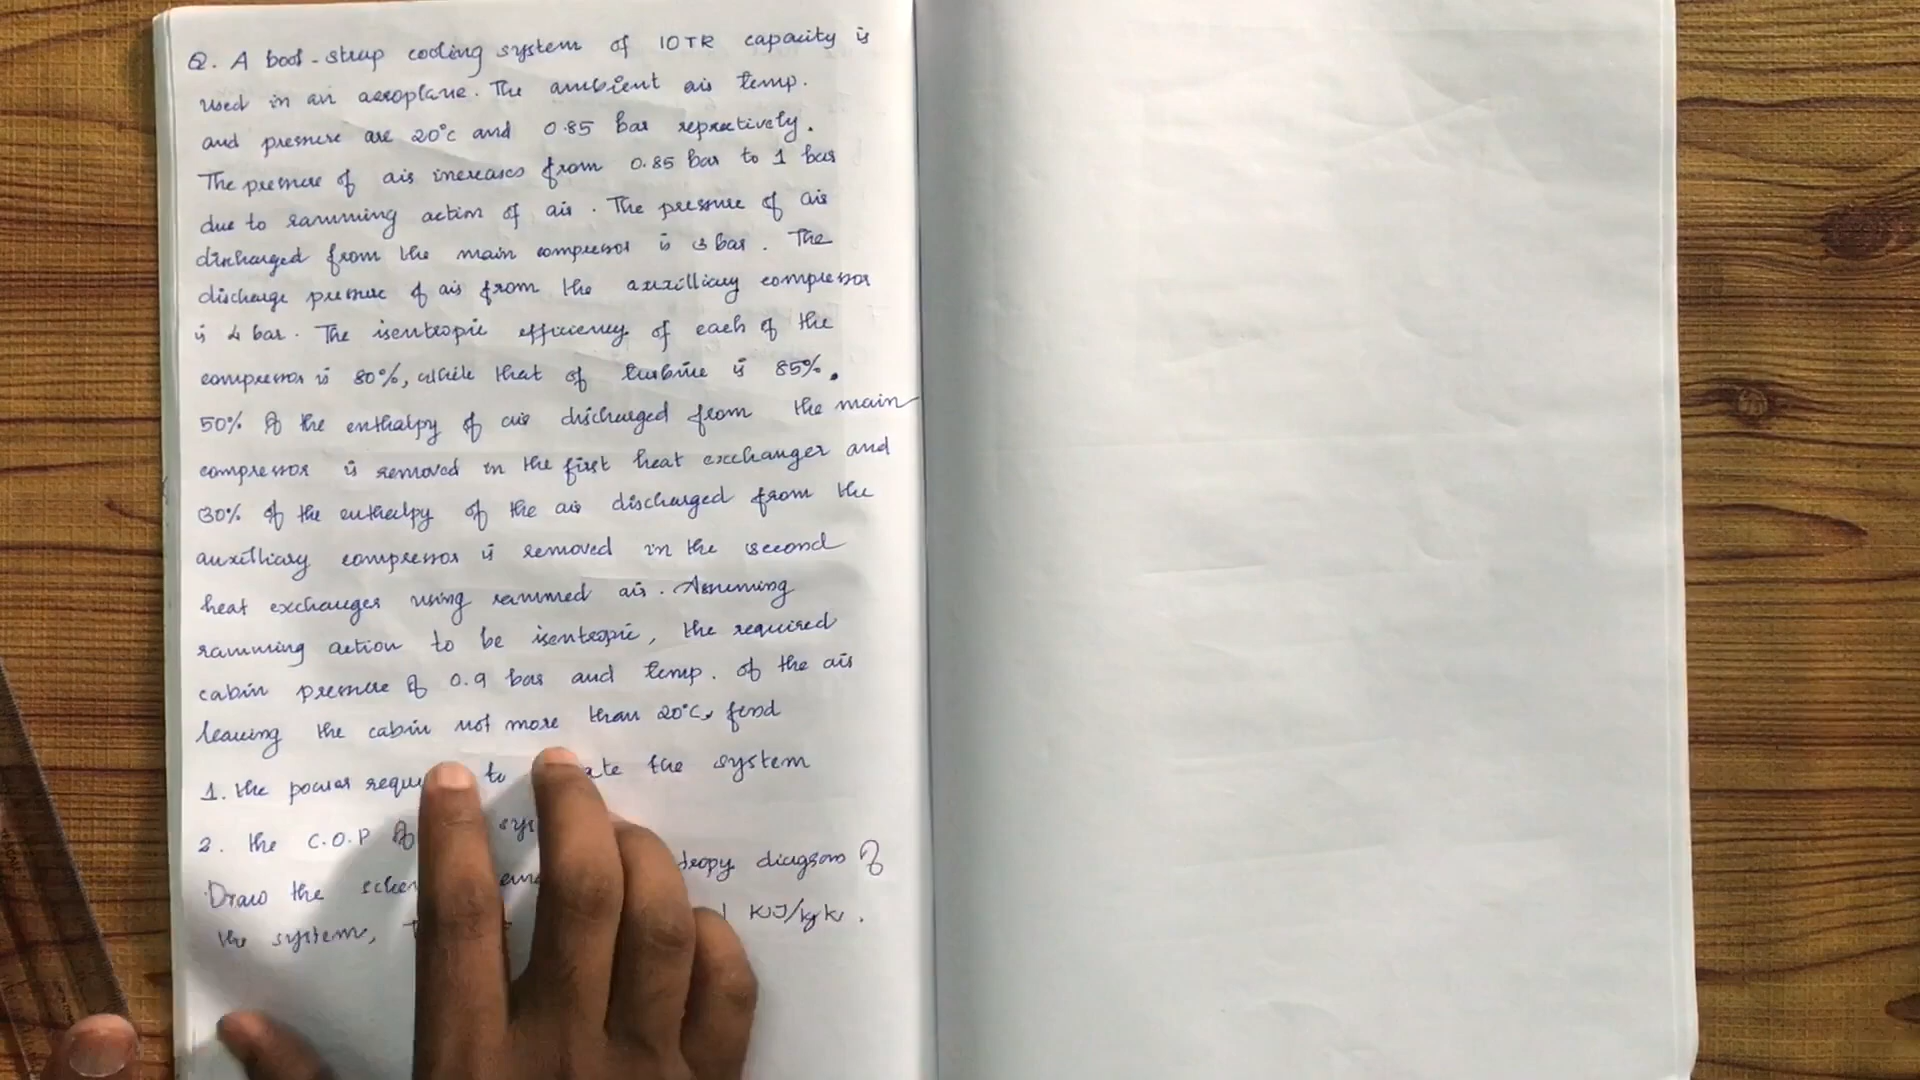 Q. A boot-strap cooling system of 10TR capacity is
used in an aeroplane. The ambient air temp.
and pressure are 20°C and 0.85 bar repractively.
The pressure of air increases from 0.85 bar to 1 bar
due to ramming action of air. The pressure of air
discharged from the main compressor is 3 bar. The
discharge pressure of air from the auxilliary compressor
is 4 bar. The isentropic efficiency of each of the
compressor is 80%, while that of turbine is 85%.
50% of the enthalpy of air discharged from the main
compressor is removed in the first heat exchanger and
30% of the enthalpy of the air discharged from the
auxilliary compressor is removed in the second
heat exchanger using rammed air. Assuming
ramming action to be isentropic, the required
cabin pressure of 0.9 bar and temp. of the air
leaving the cabin not more than 20°C, find
1. the power to the system
2. the C.O.P of
Draw the diagram of
the system, KJ/kgK.